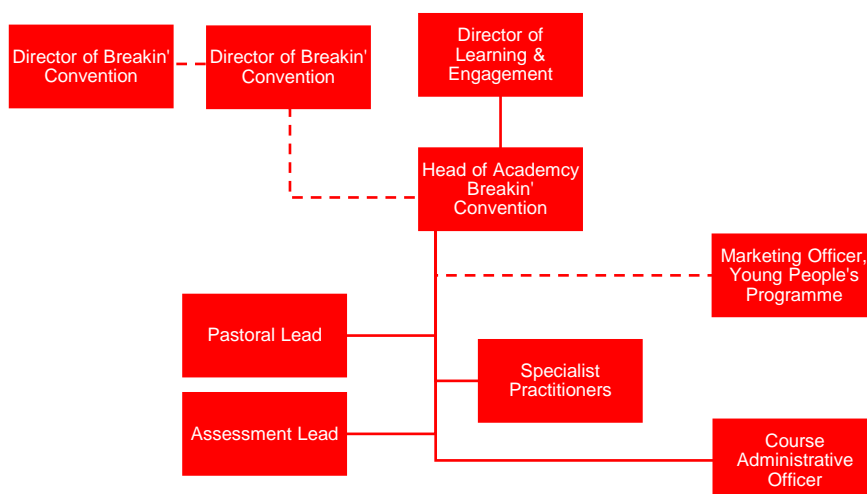 Director of Breakin'
Convention
Director of Breakin'
Convention
Director of
Learning &
Engagement
Head of Academcy
Breakin'
Convention
Marketing Officer,
Young People's
Programme
Pastoral Lead
Specialist
Practitioners
Assessment Lead
Course
Administrative
Officer